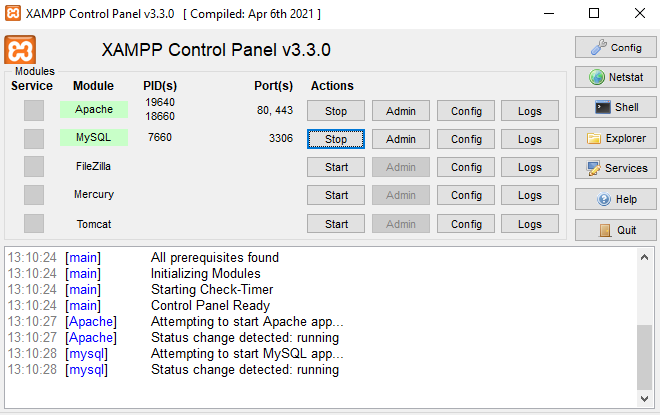 XAMPP Control Panel v3.3.0 [ Compiled: Apr 6th 2021 ]
XAMPP Control Panel v3.3.0
Config
Modules
Service Module PID(s) Port(s) Actions
Netstat
Apache 19640 18660 80, 443 Stop Admin Config Logs
Shell
MySQL 7660 3306 Stop Admin Config Logs
Explorer
FileZilla Start Admin Config Logs
Services
Mercury Start Admin Config Logs
Help
Tomcat Start Admin Config Logs
Quit
13:10:24 [main] All prerequisites found
13:10:24 [main] Initializing Modules
13:10:24 [main] Starting Check-Timer
13:10:24 [main] Control Panel Ready
13:10:27 [Apache] Attempting to start Apache app...
13:10:27 [Apache] Status change detected: running
13:10:28 [mysql] Attempting to start MySQL app...
13:10:28 [mysql] Status change detected: running